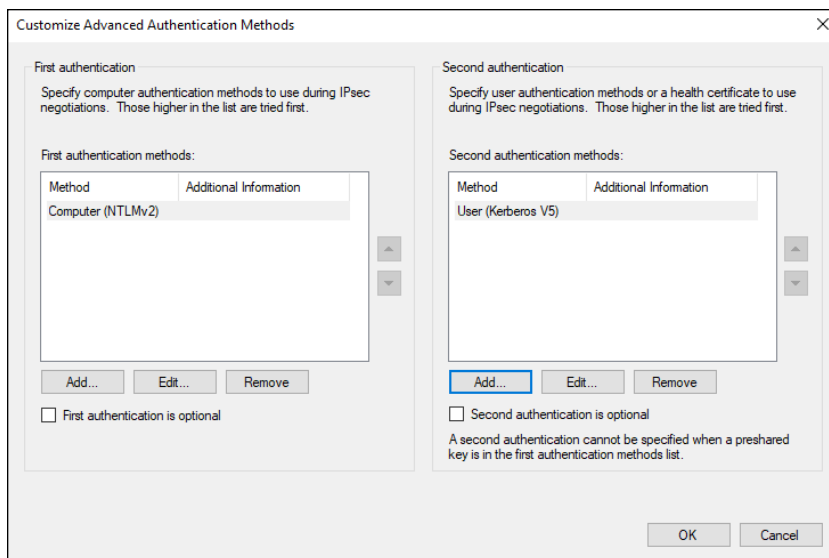 Customize Advanced Authentication Methods
First authentication
Specify computer authentication methods to use during IPsec
negotiations. Those higher in the list are tried first.
First authentication methods:
Method Additional Information
Computer (NTLMv2)
Add... Edit... Remove
First authentication is optional
Second authentication
Specify user authentication methods or a health certificate to use
during IPsec negotiations. Those higher in the list are tried first.
Second authentication methods:
Method Additional Information
User (Kerberos V5)
Add... Edit... Remove
Second authentication is optional
A second authentication cannot be specified when a preshared
key is in the first authentication methods list.
OK Cancel